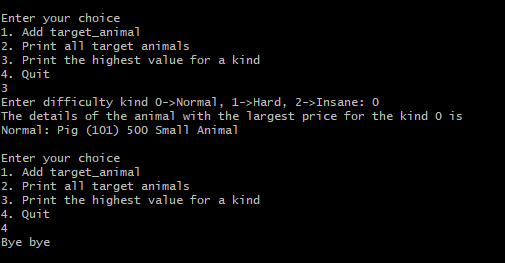 Enter your choice
1. Add target_animal
2. Print all target animals
3. Print the highest value for a kind
4. Quit
3
Enter difficulty kind 0->Normal, 1->Hard, 2->Insane: 0
The details of the animal with the largest price for the kind 0 is
Normal: Pig (101) 500 Small Animal
Enter your choice
1. Add target_animal
2. Print all target animals
3. Print the highest value for a kind
4. Quit
4
Bye bye